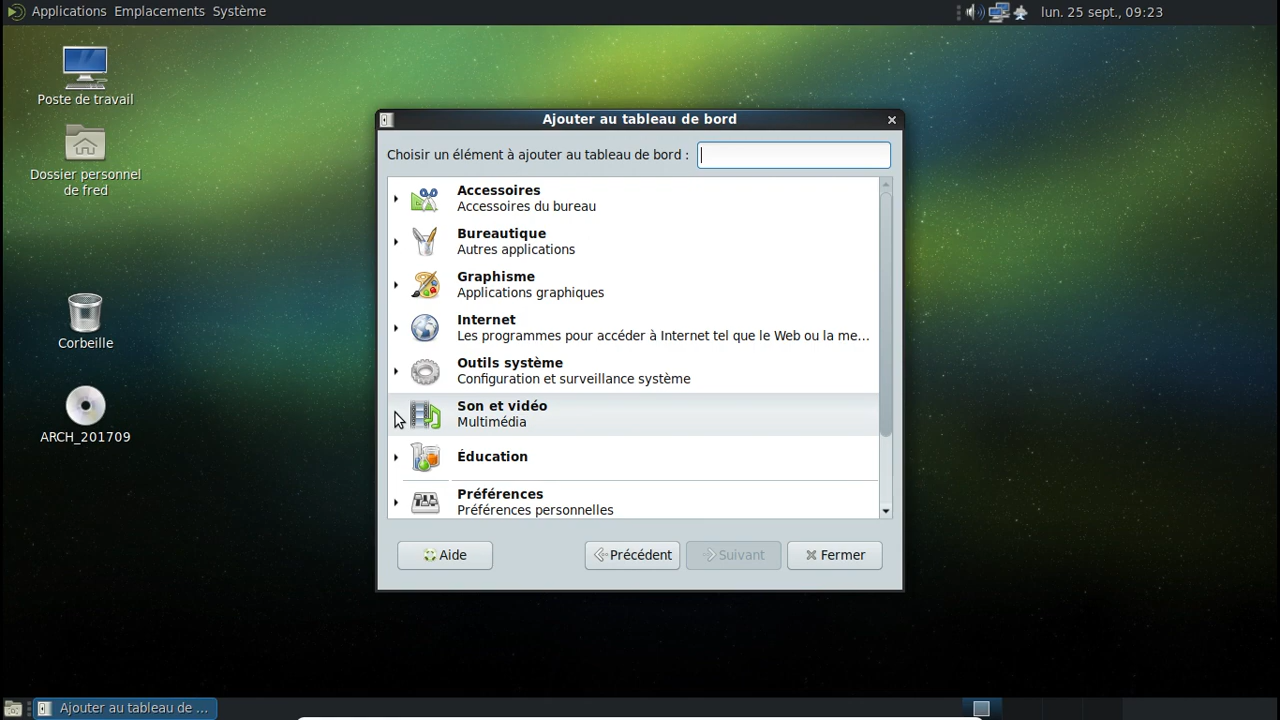 Applications Emplacements Système
lun. 25 sept., 09:23
Poste de travail
Dossier personnel
de fred
Corbeille
ARCH_201709
Ajouter au tableau de bord
Choisir un élément à ajouter au tableau de bord :
Accessoires
Accessoires du bureau
Bureautique
Autres applications
Graphisme
Applications graphiques
Internet
Les programmes pour accéder à Internet tel que le Web ou la me...
Outils système
Configuration et surveillance système
Son et vidéo
Multimédia
Éducation
Préférences
Préférences personnelles
Aide
Précédent
Suivant
Fermer
Ajouter au tableau de ...